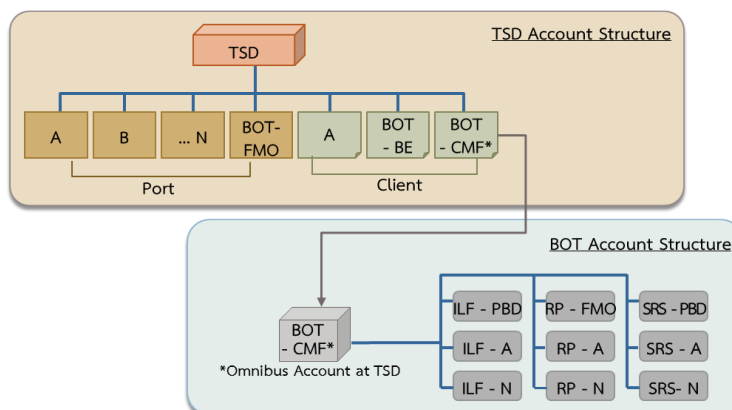 TSD Account Structure
TSD
A
B
... N
BOT-
FMO
A
BOT
- BE
BOT
- CMF*
Port
Client
BOT Account Structure
BOT
- CMF*
*Omnibus Account at TSD
ILF - PBD
RP - FMO
SRS - PBD
ILF - A
RP - A
SRS - A
ILF - N
RP - N
SRS- N